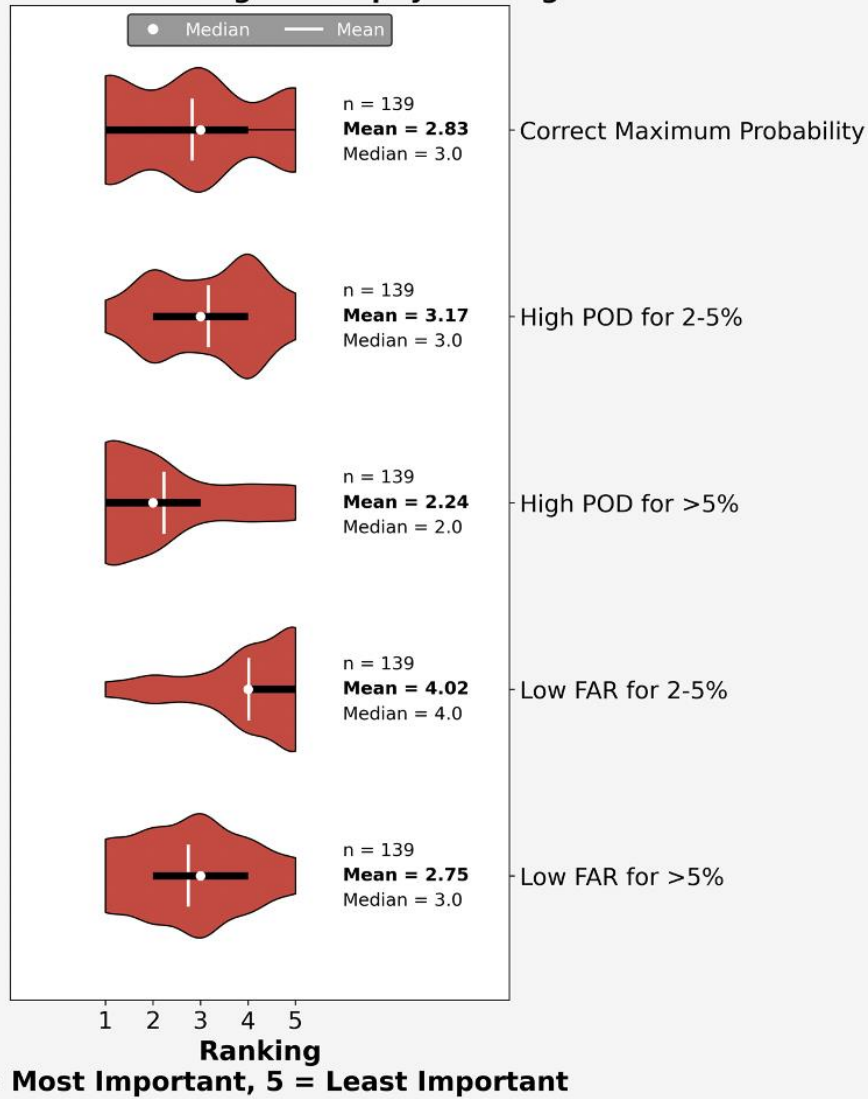 Median Mean
n = 139
Mean = 2.83
Median = 3.0
Correct Maximum Probability
n = 139
Mean = 3.17
Median = 3.0
High POD for 2-5%
n = 139
Mean = 2.24
Median = 2.0
High POD for >5%
n = 139
Mean = 4.02
Median = 4.0
Low FAR for 2-5%
n = 139
Mean = 2.75
Median = 3.0
Low FAR for >5%
1 2 3 4 5
Ranking
Most Important, 5 = Least Important